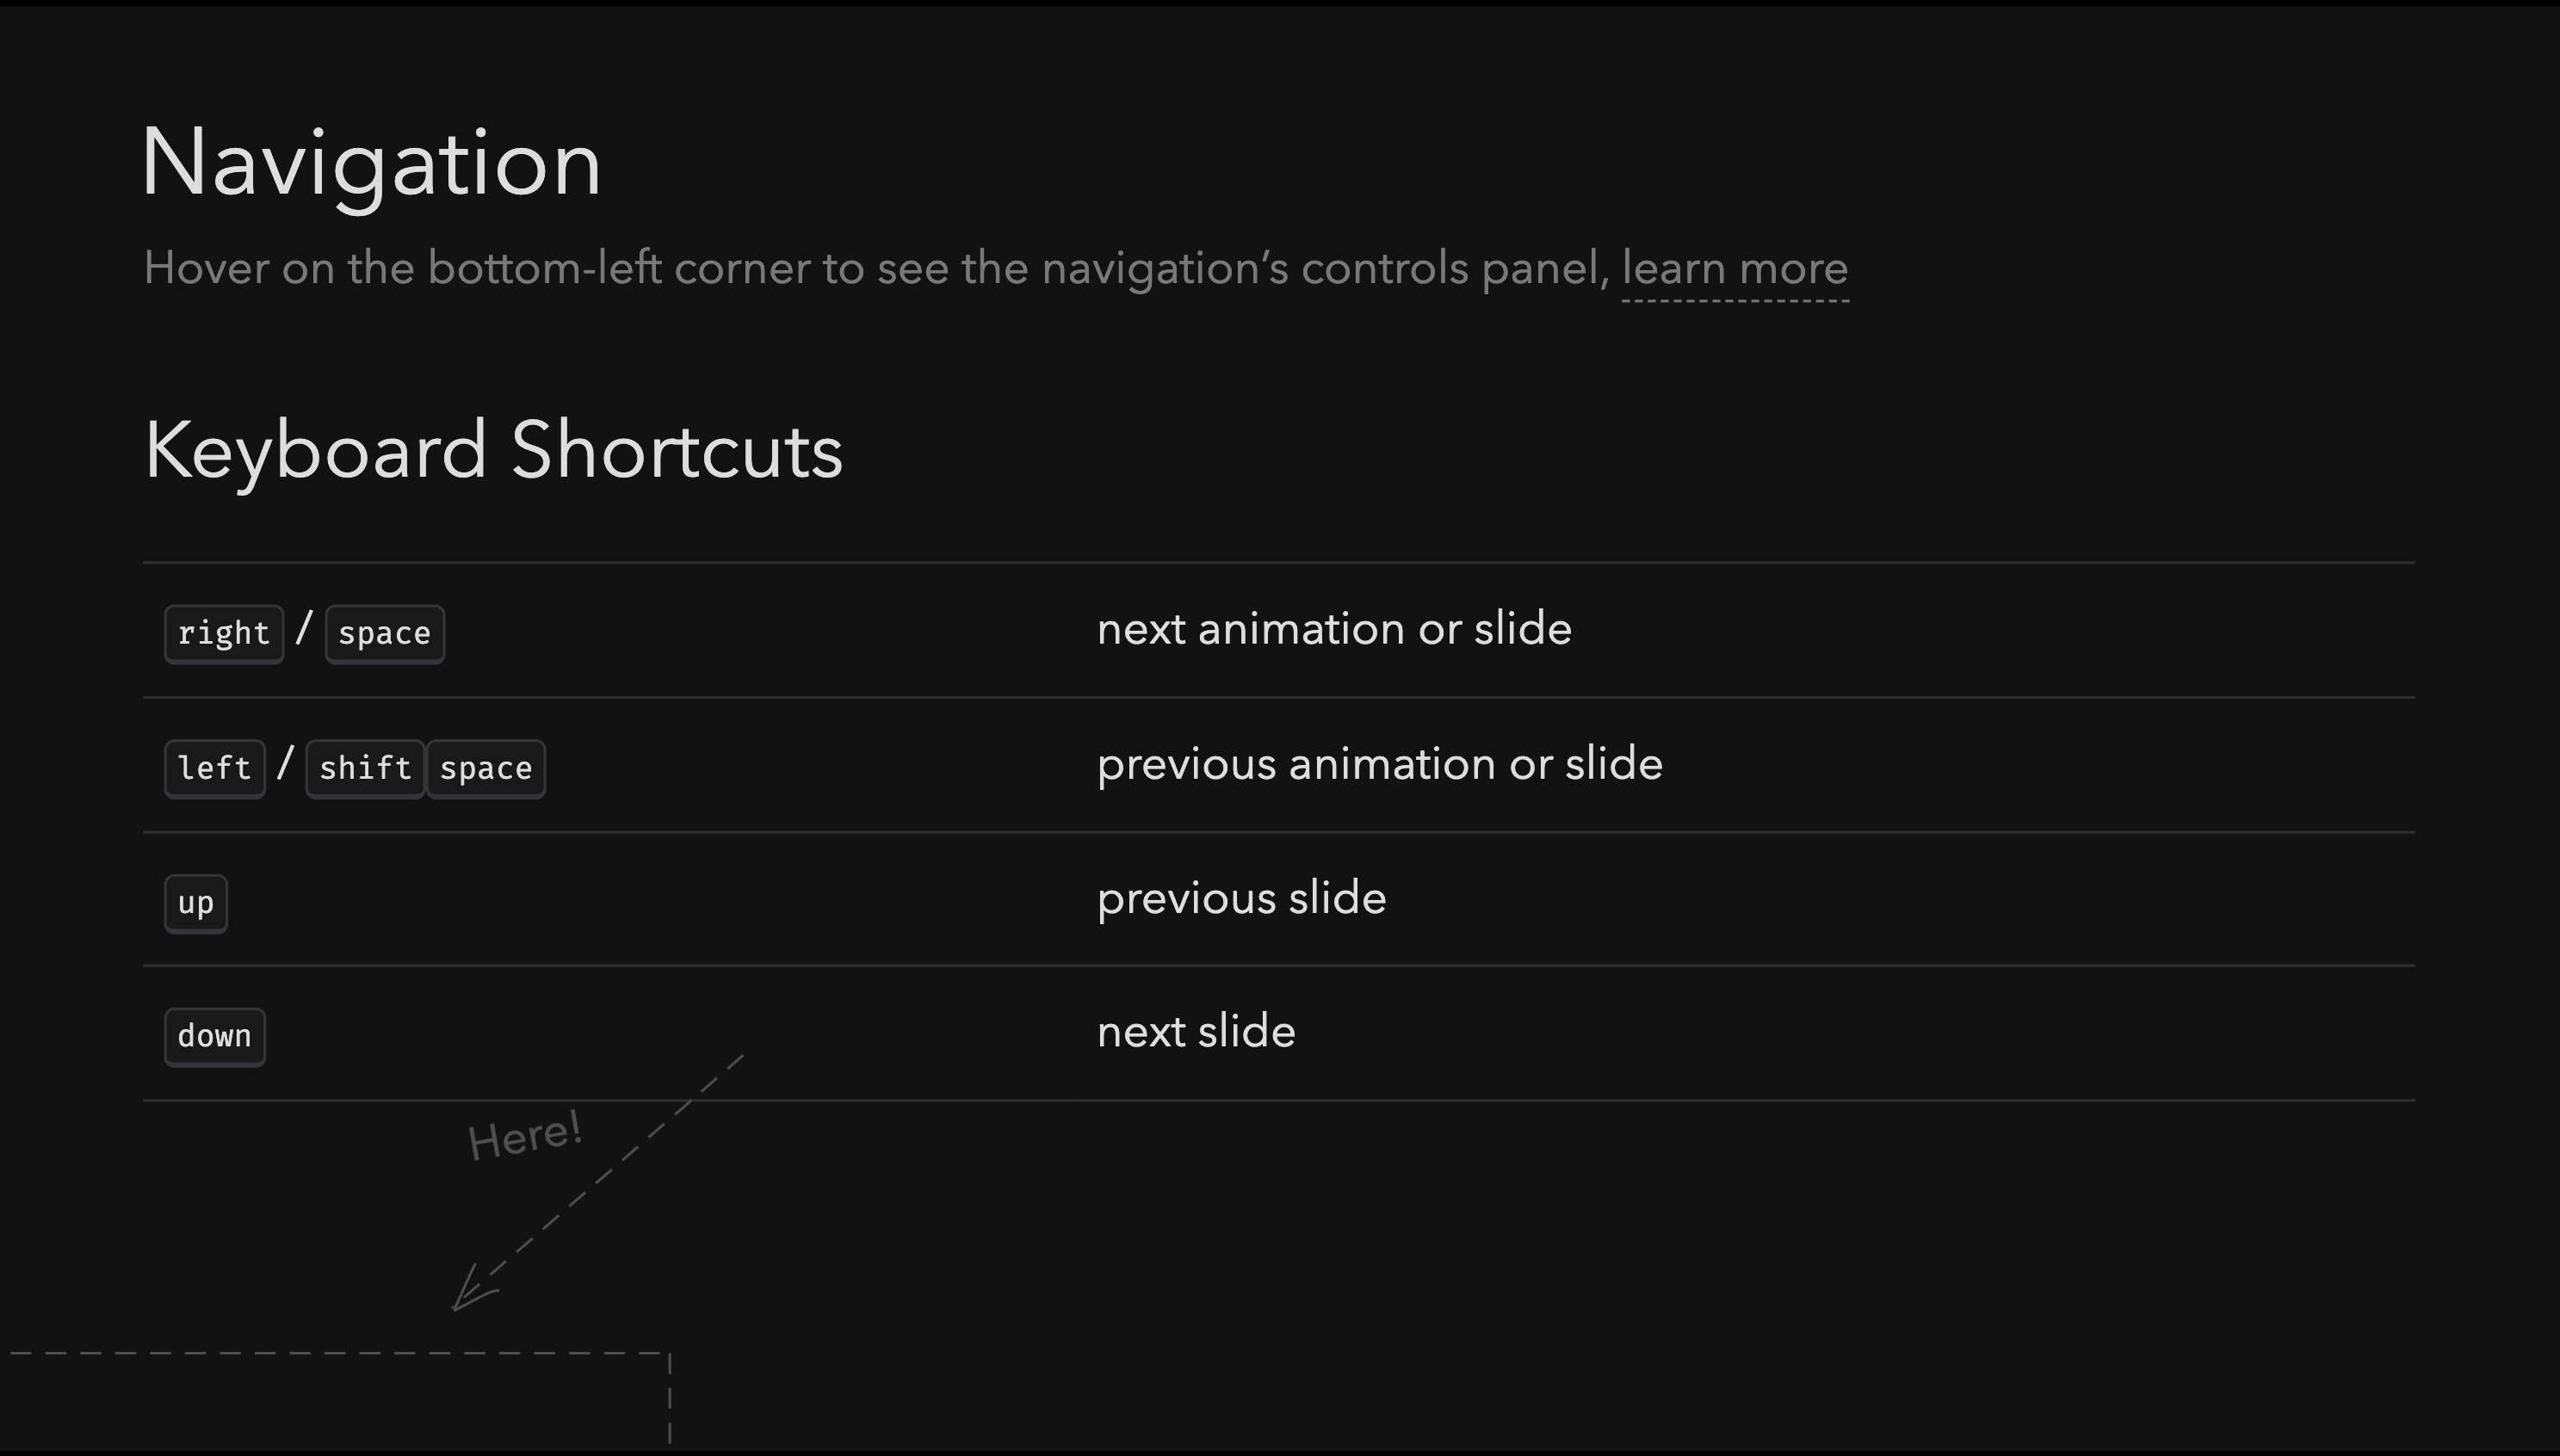 Navigation
Hover on the bottom-left corner to see the navigation’s controls panel, learn more
Keyboard Shortcuts
right / space next animation or slide
left / shift space previous animation or slide
up previous slide
down next slide
Here!